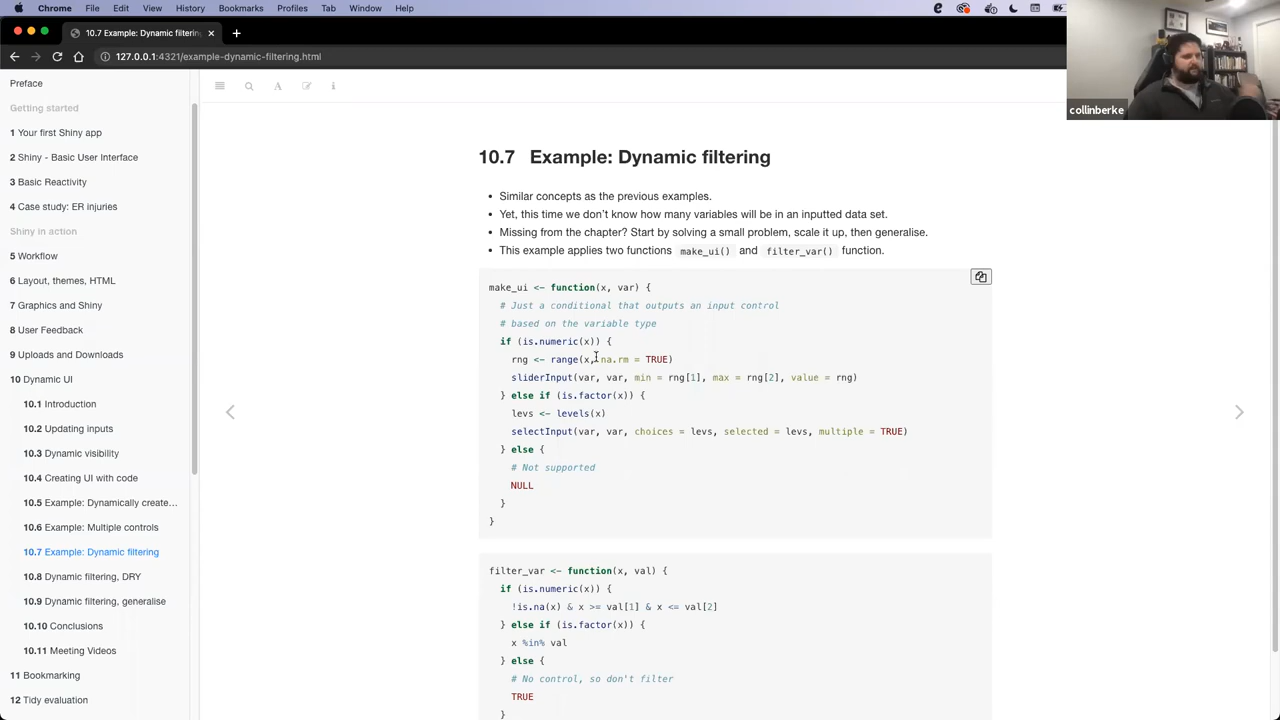 Chrome File Edit View History Bookmarks Profiles Tab Window Help
10.7 Example: Dynamic filterin
127.0.0.1:4321/example-dynamic-filtering.html
collinberke
Preface
Getting started
1 Your first Shiny app
2 Shiny - Basic User Interface
3 Basic Reactivity
4 Case study: ER injuries
Shiny in action
5 Workflow
6 Layout, themes, HTML
7 Graphics and Shiny
8 User Feedback
9 Uploads and Downloads
10 Dynamic UI
10.1 Introduction
10.2 Updating inputs
10.3 Dynamic visibility
10.4 Creating UI with code
10.5 Example: Dynamically create…
10.6 Example: Multiple controls
10.7 Example: Dynamic filtering
10.8 Dynamic filtering, DRY
10.9 Dynamic filtering, generalise
10.10 Conclusions
10.11 Meeting Videos
11 Bookmarking
12 Tidy evaluation
10.7 Example: Dynamic filtering
Similar concepts as the previous examples.
Yet, this time we don't know how many variables will be in an inputted data set.
Missing from the chapter? Start by solving a small problem, scale it up, then generalise.
This example applies two functions make_ui() and filter_var() function.
make_ui <- function(x, var) {
# Just a conditional that outputs an input control
# based on the variable type
if (is.numeric(x)) {
rng <- range(x, na.rm = TRUE)
sliderInput(var, var, min = rng[1], max = rng[2], value = rng)
} else if (is.factor(x)) {
levs <- levels(x)
selectInput(var, var, choices = levs, selected = levs, multiple = TRUE)
} else {
# Not supported
NULL
}
}
filter_var <- function(x, val) {
if (is.numeric(x)) {
!is.na(x) & x >= val[1] & x <= val[2]
} else if (is.factor(x)) {
x %in% val
} else {
# No control, so don't filter
TRUE
}